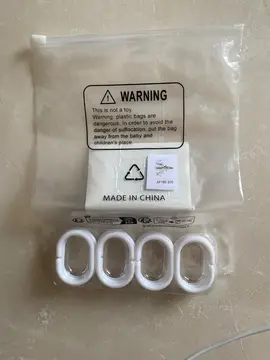 WARNING
This is not a toy.
Warning: plastic bags are
dangerous, in order to avoid the
danger of suffocation, put the bag
away from the baby and
children's place.
MADE IN CHINA